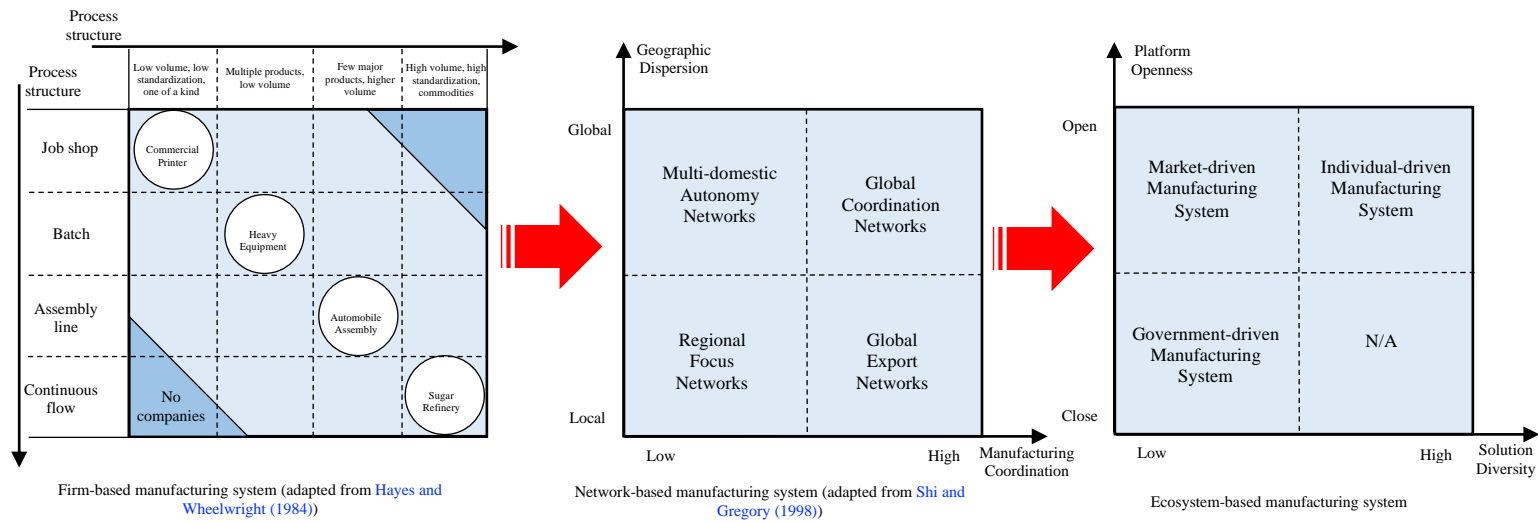 Process
structure
Process
structure
Low volume, low
standardization,
one of a kind
Multiple products,
low volume
Few major
products, higher
volume
High volume, high
standardization,
commodities
Job shop
Commercial
Printer
Batch
Heavy
Equipment
Assembly
line
Automobile
Assembly
Continuous
flow
No
companies
Sugar
Refinery
Firm-based manufacturing system (adapted from Hayes and
Wheelwright (1984))
Geographic
Dispersion
Global
Multi-domestic
Autonomy
Networks
Global
Coordination
Networks
Regional
Focus
Networks
Global
Export
Networks
Local
Low
High
Manufacturing
Coordination
Network-based manufacturing system (adapted from Shi and
Gregory (1998))
Platform
Openness
Open
Market-driven
Manufacturing
System
Individual-driven
Manufacturing
System
Government-driven
Manufacturing
System
N/A
Close
Low
High
Solution
Diversity
Ecosystem-based manufacturing system